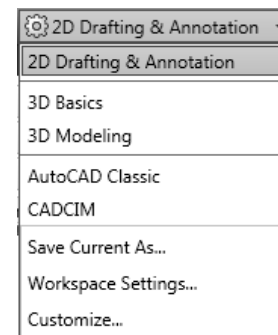 2D Drafting & Annotation
2D Drafting & Annotation
3D Basics
3D Modeling
AutoCAD Classic
CADCIM
Save Current As...
Workspace Settings...
Customize...